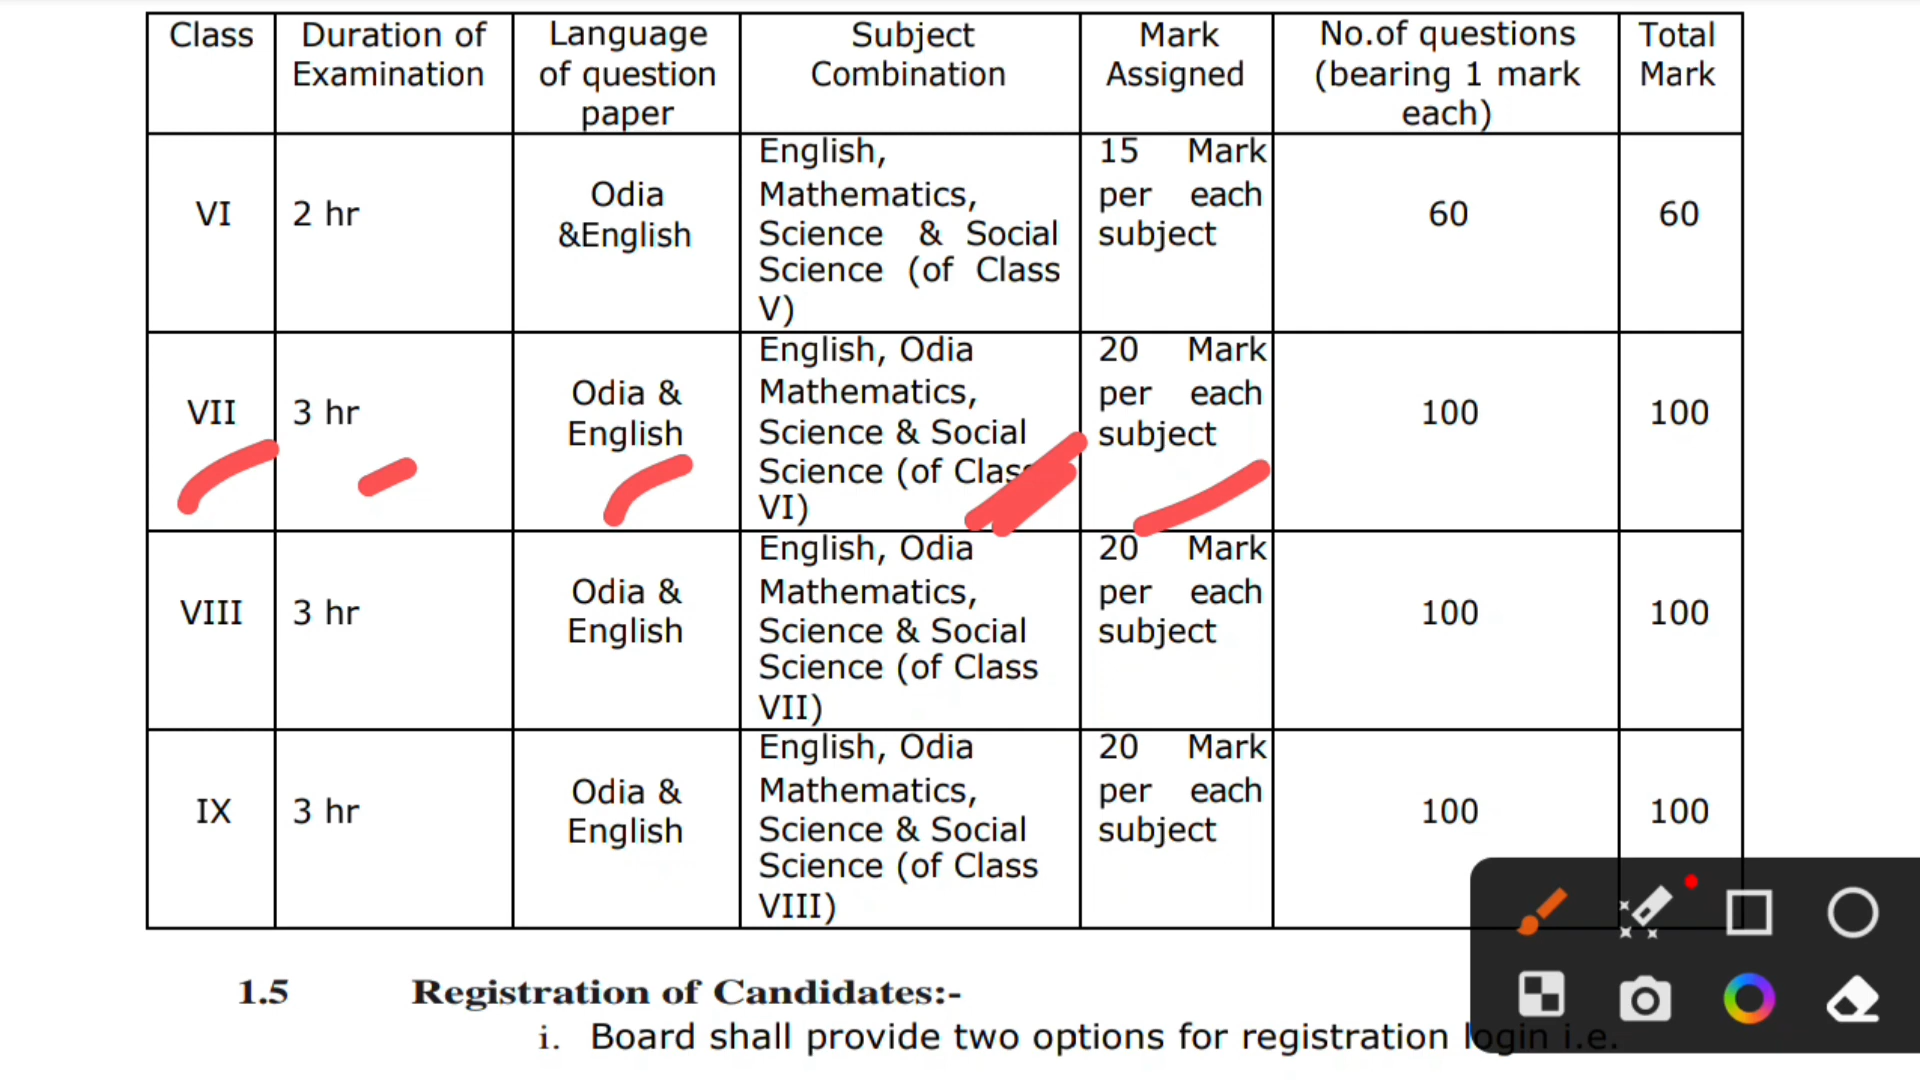 Class
Duration of
Examination
Language
of question
paper
Subject
Combination
Mark
Assigned
No.of questions
(bearing 1 mark
each)
Total
Mark
VI
2 hr
Odia
&English
English,
Mathematics,
Science & Social
Science (of Class
V)
15 Mark
per each
subject
60
60
VII
3 hr
Odia &
English
English, Odia
Mathematics,
Science & Social
Science (of Class
VI)
20 Mark
per each
subject
100
100
VIII
3 hr
Odia &
English
English, Odia
Mathematics,
Science & Social
Science (of Class
VII)
20 Mark
per each
subject
100
100
IX
3 hr
Odia &
English
English, Odia
Mathematics,
Science & Social
Science (of Class
VIII)
20 Mark
per each
subject
100
100
1.5 Registration of Candidates:-
i. Board shall provide two options for registration login i.e.